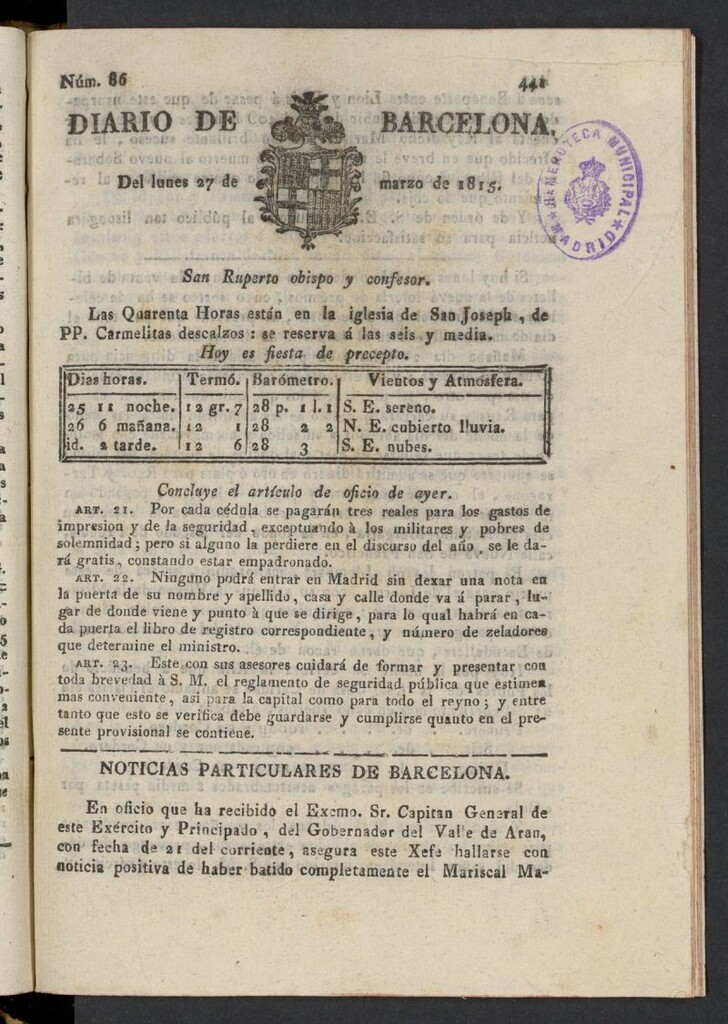 Núm. 86
441
DIARIO DE BARCELONA,
Del lunes 27 de marzo de 1815.
HEMEROTECA MUNICIPAL
★ MADRID ★
San Ruperto obispo y confesor.
Las Quarenta Horas están en la iglesia de San Joseph, de
PP. Carmelitas descalzos : se reserva á las seis y media.
Hoy es fiesta de precepto.
Dias horas. Termó. Barómetro. Vientos y Atmósfera.
25 11 noche. 12 gr. 7 28 p. 1 l. 1 S. E. sereno.
26 6 mañana. 12 1 28 2 2 N. E. cubierto lluvia.
id. 2 tarde. 12 6 28 3 S. E. nubes.
Concluye el artículo de oficio de ayer.
ART. 21. Por cada cédula se pagarán tres reales para los gastos de
impresion y de la seguridad, exceptuando à los militares y pobres de
solemnidad; pero si alguno la perdiere en el discurso del año, se le da-
rá gratis, constando estar empadronado.
ART. 22. Ninguno podrá entrar en Madrid sin dexar una nota en
la puerta de su nombre y apellido, casa y calle donde va á parar, lu-
gar de donde viene y punto à que se dirige, para lo qual habrá en ca-
da puerta el libro de registro correspondiente, y número de zeladores
que determine el ministro.
ART. 23. Este con sus asesores cuidará de formar y presentar con
toda brevedad à S. M. el reglamento de seguridad pública que estimen
mas conveniente, asi para la capital como para todo el reyno; y entre
tanto que esto se verifica debe guardarse y cumplirse quanto en el pre-
sente provisional se contiene.
NOTICIAS PARTICULARES DE BARCELONA.
En oficio que ha recibido el Excmo. Sr. Capitan General de
este Exército y Principado, del Gobernador del Valle de Aran,
con fecha de 21 del corriente, asegura este Xefe hallarse con
noticia positiva de haber batido completamente el Mariscal Ma-